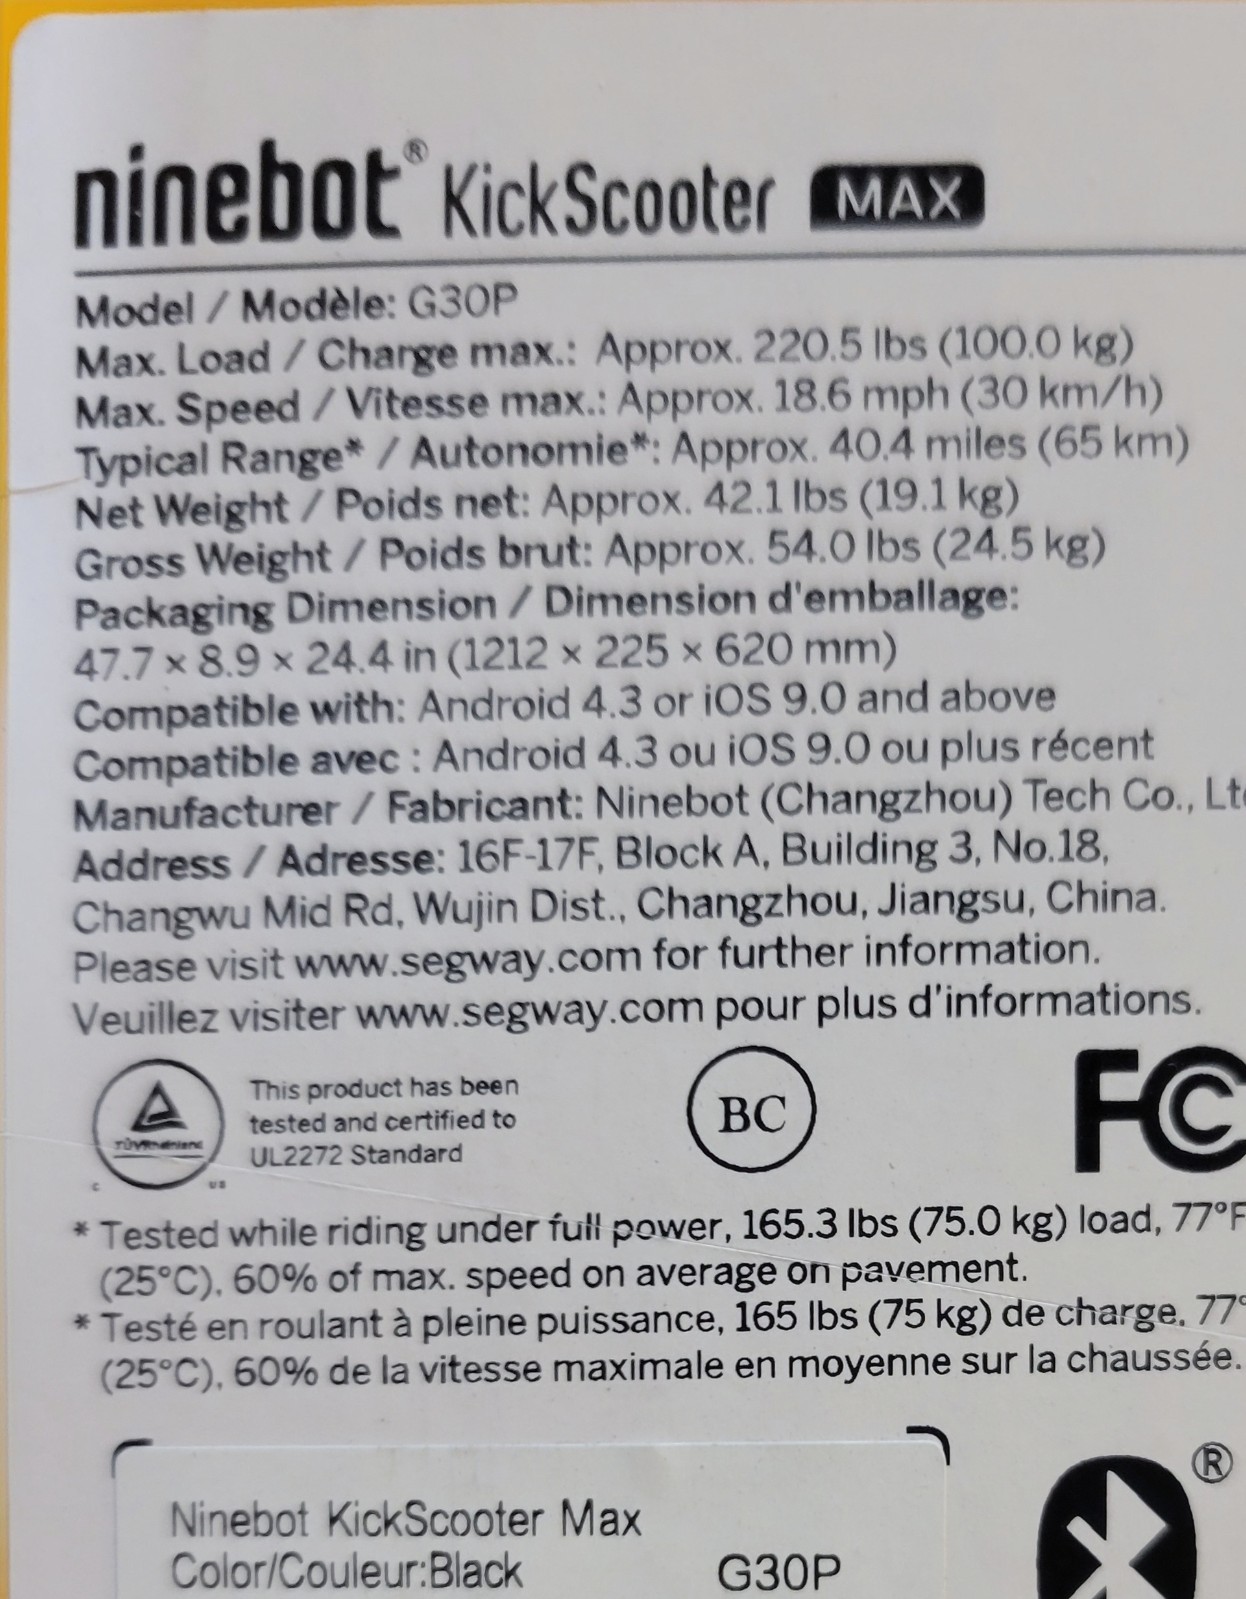 ninebot® KickScooter MAX
Model / Modèle: G30P
Max. Load / Charge max.: Approx. 220.5 lbs (100.0 kg)
Max. Speed / Vitesse max.: Approx. 18.6 mph (30 km/h)
Typical Range* / Autonomie*: Approx. 40.4 miles (65 km)
Net Weight / Poids net: Approx. 42.1 lbs (19.1 kg)
Gross Weight / Poids brut: Approx. 54.0 lbs (24.5 kg)
Packaging Dimension / Dimension d'emballage:
47.7 × 8.9 × 24.4 in (1212 × 225 × 620 mm)
Compatible with: Android 4.3 or iOS 9.0 and above
Compatible avec : Android 4.3 ou iOS 9.0 ou plus récent
Manufacturer / Fabricant: Ninebot (Changzhou) Tech Co., Lt
Address / Adresse: 16F-17F, Block A, Building 3, No.18,
Changwu Mid Rd, Wujin Dist., Changzhou, Jiangsu, China.
Please visit www.segway.com for further information.
Veuillez visiter www.segway.com pour plus d'informations.
TÜVRheinland
c us
This product has been
tested and certified to
UL2272 Standard
BC
FC
* Tested while riding under full power, 165.3 lbs (75.0 kg) load, 77°F
(25°C), 60% of max. speed on average on pavement.
* Testé en roulant à pleine puissance, 165 lbs (75 kg) de charge, 77°
(25°C), 60% de la vitesse maximale en moyenne sur la chaussée.
®
Ninebot KickScooter Max
Color/Couleur:Black G30P